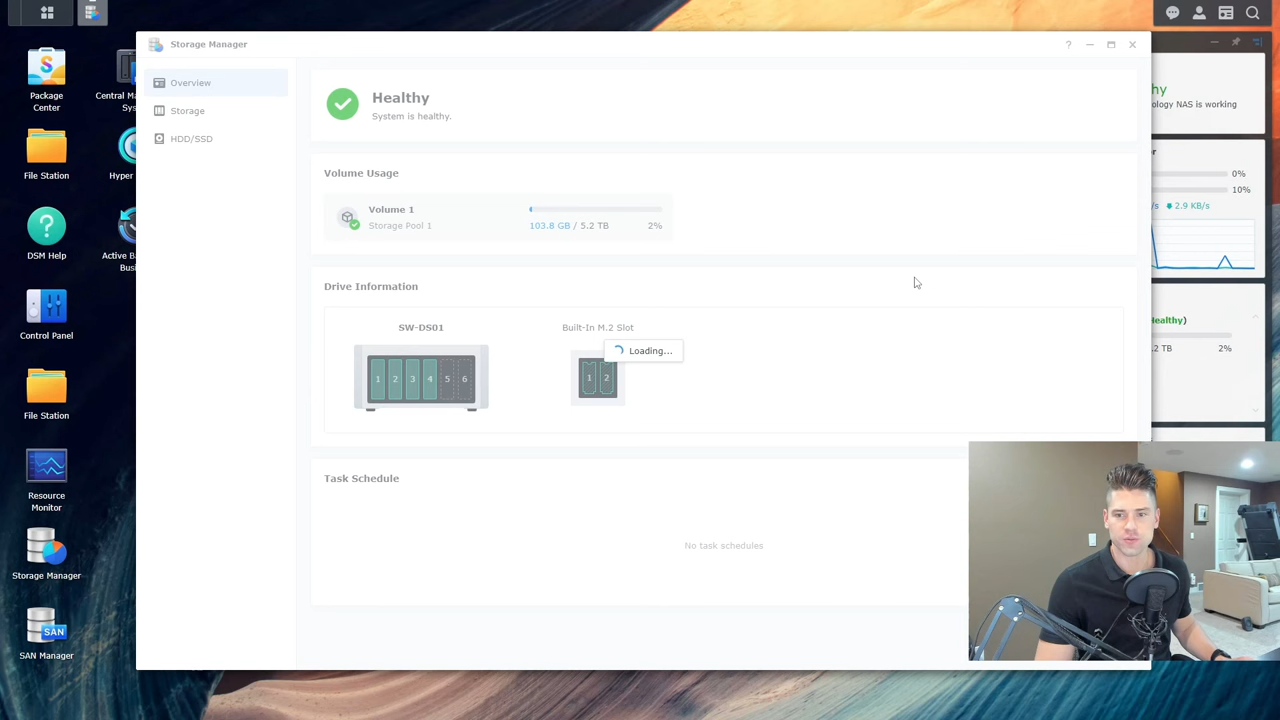 Storage Manager
?
Overview
Storage
HDD/SSD
Healthy
System is healthy.
Volume Usage
Volume 1
Storage Pool 1
103.8 GB / 5.2 TB
2%
Drive Information
SW-DS01
1 2 3 4 5 6
Built-In M.2 Slot
1 2
Loading...
Task Schedule
No task schedules
S
Package
Center
File Station
?
DSM Help
Control Panel
File Station
Resource
Monitor
Storage Manager
SAN
SAN Manager
Central Ma
Sys
Hyper
Active Ba
Busi
hy
ology NAS is working
or
0%
10%
/s
2.9 KB/s
Healthy)
.2 TB
2%